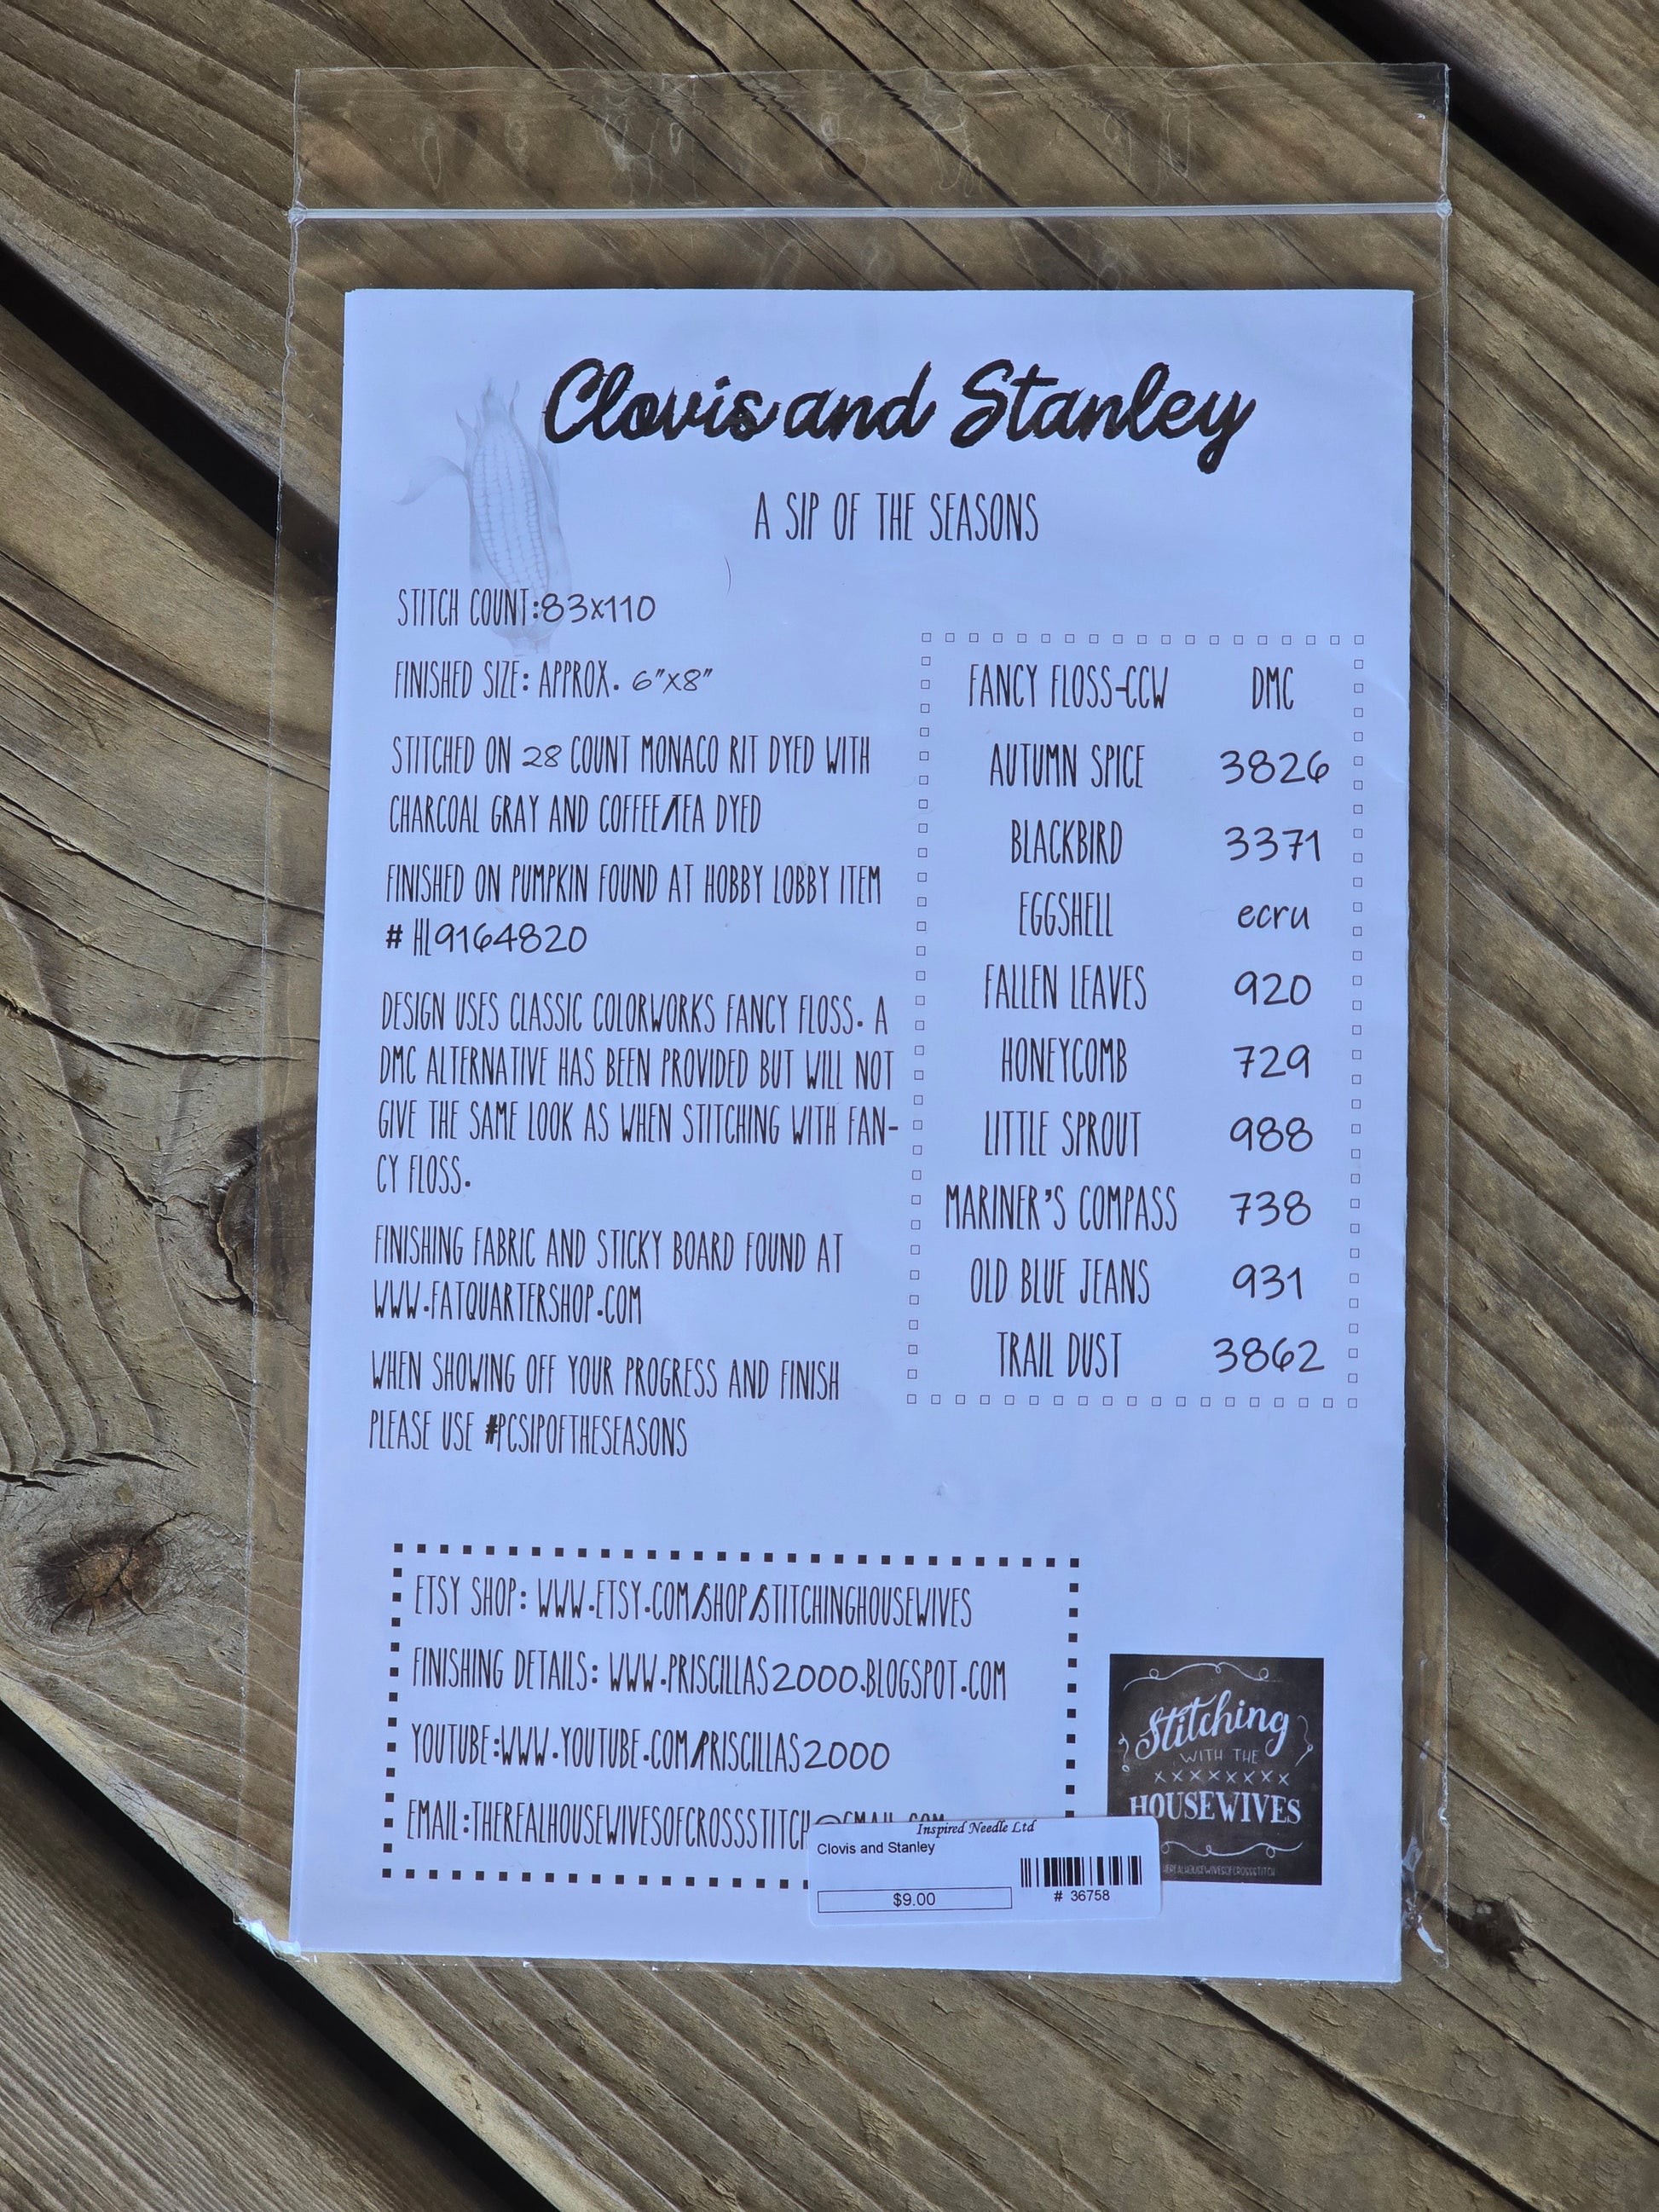 Clovis and Stanley
A SIP OF THE SEASONS
STITCH COUNT:83x110
FINISHED SIZE: APPROX. 6"x8"
STITCHED ON 28 COUNT MONACO RIT DYED WITH
CHARCOAL GRAY AND COFFEE/TEA DYED
FINISHED ON PUMPKIN FOUND AT HOBBY LOBBY ITEM
# HL9164820
DESIGN USES CLASSIC COLORWORKS FANCY FLOSS. A
DMC ALTERNATIVE HAS BEEN PROVIDED BUT WILL NOT
GIVE THE SAME LOOK AS WHEN STITCHING WITH FAN-
CY FLOSS.
FINISHING FABRIC AND STICKY BOARD FOUND AT
WWW.FATQUARTERSHOP.COM
WHEN SHOWING OFF YOUR PROGRESS AND FINISH
PLEASE USE #PCSIPOFTHESEASONS
FANCY FLOSS-CCW DMC
AUTUMN SPICE 3826
BLACKBIRD 3371
EGGSHELL ecru
FALLEN LEAVES 920
HONEYCOMB 729
LITTLE SPROUT 988
MARINER'S COMPASS 738
OLD BLUE JEANS 931
TRAIL DUST 3862
ETSY SHOP: WWW.ETSY.COM/SHOP/STITCHINGHOUSEWIVES
FINISHING DETAILS: WWW.PRISCILLAS2000.BLOGSPOT.COM
YOUTUBE:WWW.YOUTUBE.COM/PRISCILLAS2000
EMAIL:THEREALHOUSEWIVESOFCROSSSTITCH@GMAIL.COM
Stitching
WITH THE
XXXXXXXX
HOUSEWIVES
Inspired Needle Ltd
Clovis and Stanley
$9.00
# 36758